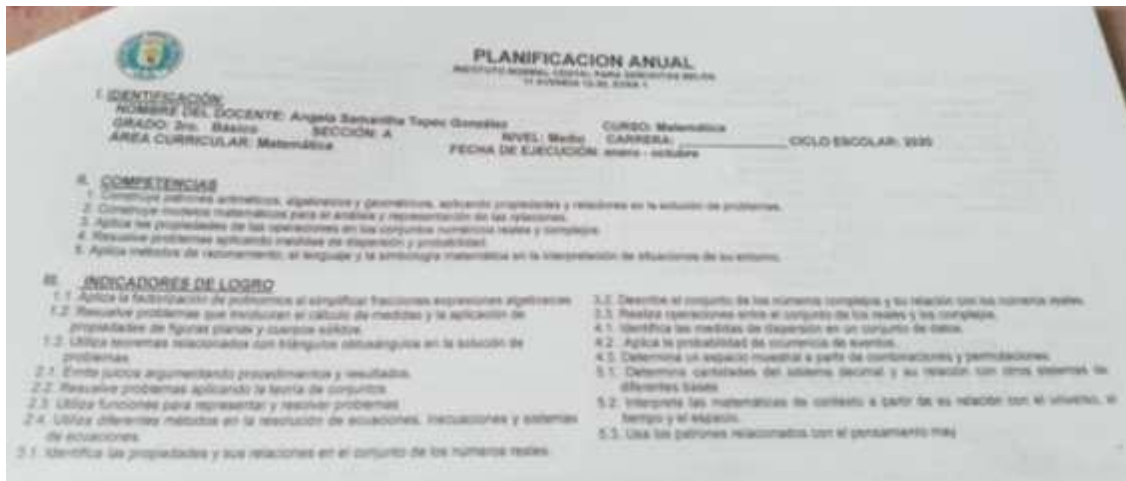 PLANIFICACION ANUAL
INSTITUTO NORMAL CENTRAL PARA SEÑORITAS BELEN
11 AVENIDA ZONA 1
I. IDENTIFICACIÓN:
NOMBRE DEL DOCENTE: Angela Samantha Tepec González CURSO: Matemática
GRADO: 3ro. Básico SECCIÓN: A NIVEL: Medio CARRERA: CICLO ESCOLAR: 2020
ÁREA CURRICULAR: Matemática FECHA DE EJECUCIÓN: enero - octubre
II. COMPETENCIAS
1. Construye patrones aritméticos, algebraicos y geométricos, aplicando propiedades y relaciones en la solución de problemas.
2. Construye modelos matemáticos para el análisis y representación de las relaciones.
3. Aplica las propiedades de las operaciones en los conjuntos numéricos reales y complejos.
4. Resuelve problemas aplicando medidas de dispersión y probabilidad.
5. Aplica métodos de razonamiento, el lenguaje y la simbología matemática en la interpretación de situaciones de su entorno.
III. INDICADORES DE LOGRO
1.1. Aplica la factorización de polinomios al simplificar fracciones expresiones algebraicas
1.2. Resuelve problemas que involucran el cálculo de medidas y la aplicación de
propiedades de figuras planas y cuerpos sólidos.
1.3. Utiliza teoremas relacionados con triángulos oblicuángulos en la solución de
problemas.
2.1. Emite juicios argumentando procedimientos y resultados.
2.2. Resuelve problemas aplicando la teoría de conjuntos.
2.3. Utiliza funciones para representar y resolver problemas.
2.4. Utiliza diferentes métodos en la resolución de ecuaciones, inecuaciones y sistemas
de ecuaciones.
3.1. Identifica las propiedades y sus relaciones en el conjunto de los números reales.
3.2. Describe el conjunto de los números complejos y su relación con los números reales.
3.3. Realiza operaciones entre el conjunto de los reales y los complejos.
4.1. Identifica las medidas de dispersión en un conjunto de datos.
4.2. Aplica la probabilidad de ocurrencia de eventos.
4.3. Determina un espacio muestral a partir de combinaciones y permutaciones.
5.1. Determina cantidades del sistema decimal y su relación con otros sistemas de
diferentes bases
5.2. Interpreta las matemáticas de contexto a partir de su relación con el universo, el
tiempo y el espacio.
5.3. Usa los patrones relacionados con el pensamiento may